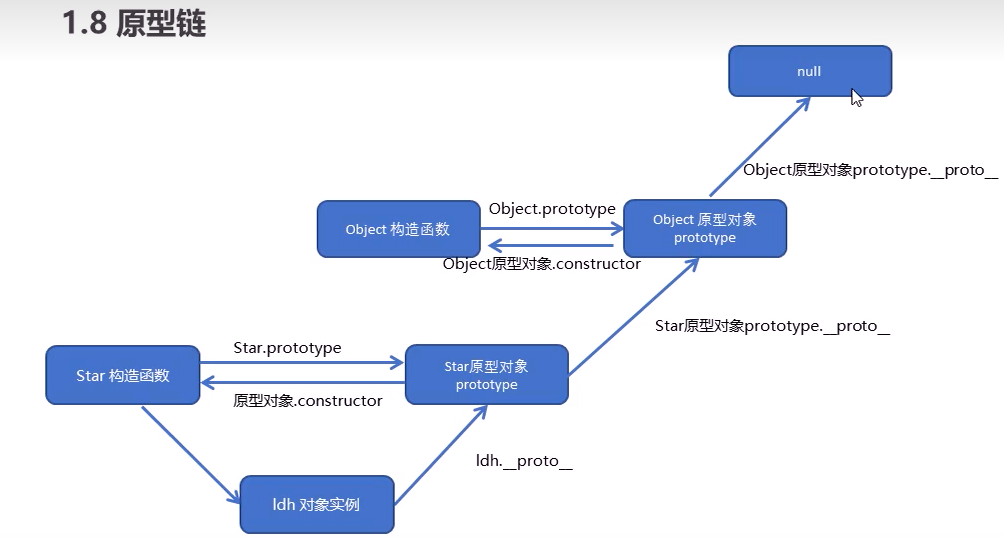 1.8 原型链
null
Object原型对象prototype.__proto__
Object.prototype
Object 构造函数
Object 原型对象
prototype
Object原型对象.constructor
Star原型对象prototype.__proto__
Star.prototype
Star 构造函数
Star原型对象
prototype
原型对象.constructor
ldh.__proto__
ldh 对象实例